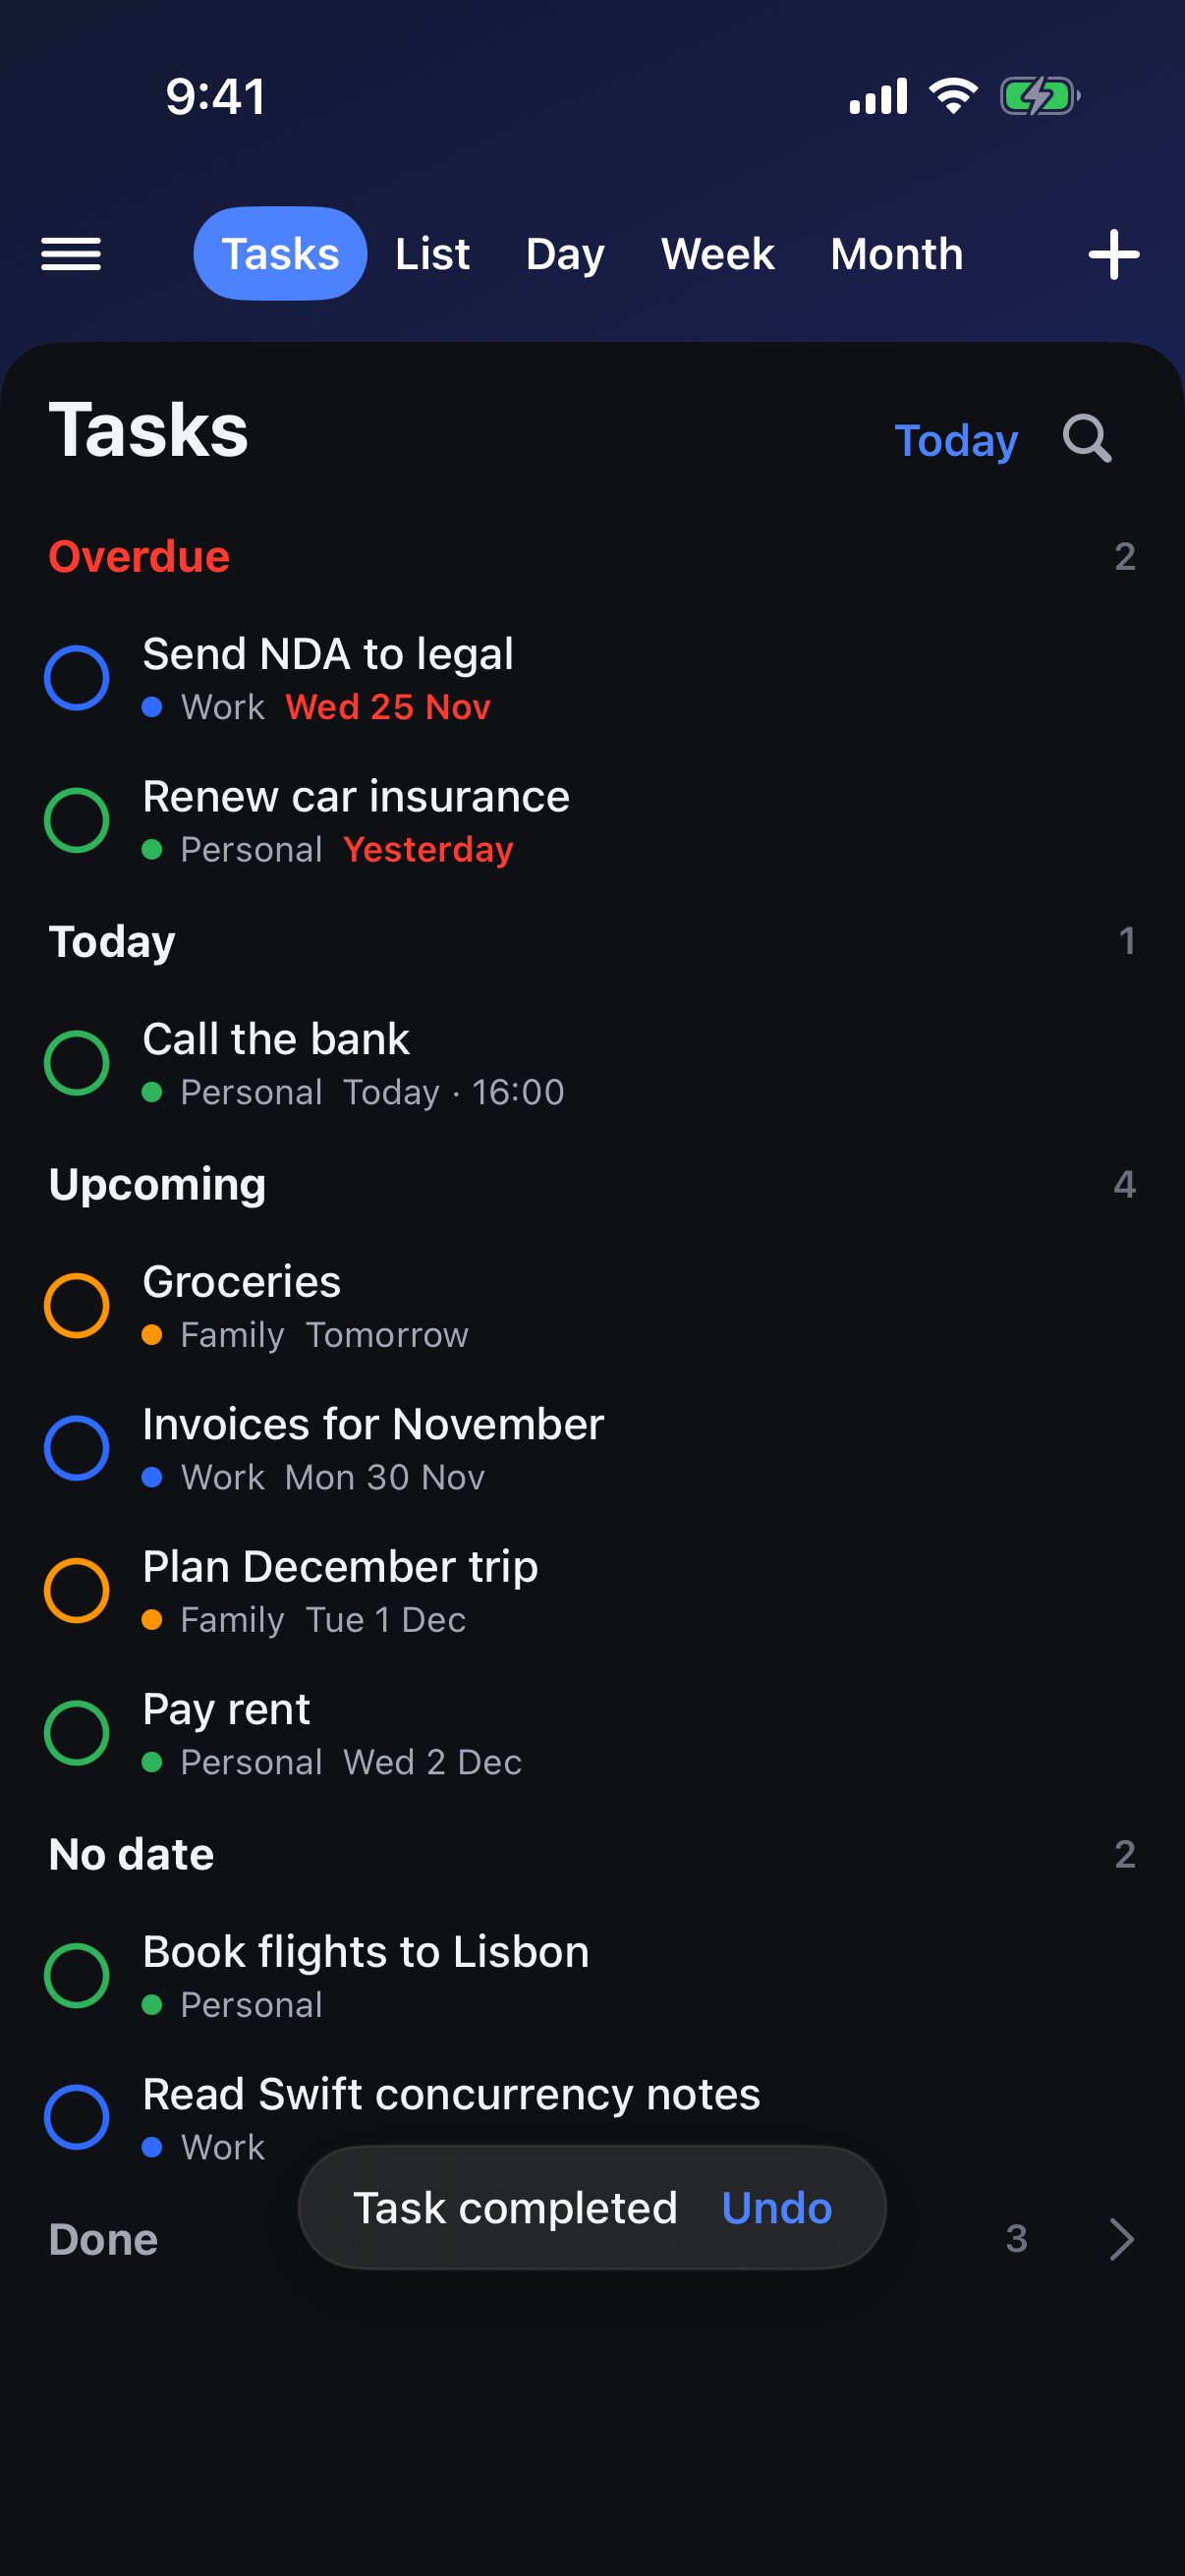 9:41
Tasks List Day Week Month
Tasks
Today
Overdue 2
Send NDA to legal
Work Wed 25 Nov
Renew car insurance
Personal Yesterday
Today 1
Call the bank
Personal Today · 16:00
Upcoming 4
Groceries
Family Tomorrow
Invoices for November
Work Mon 30 Nov
Plan December trip
Family Tue 1 Dec
Pay rent
Personal Wed 2 Dec
No date 2
Book flights to Lisbon
Personal
Read Swift concurrency notes
Work
Task completed Undo
Done 3